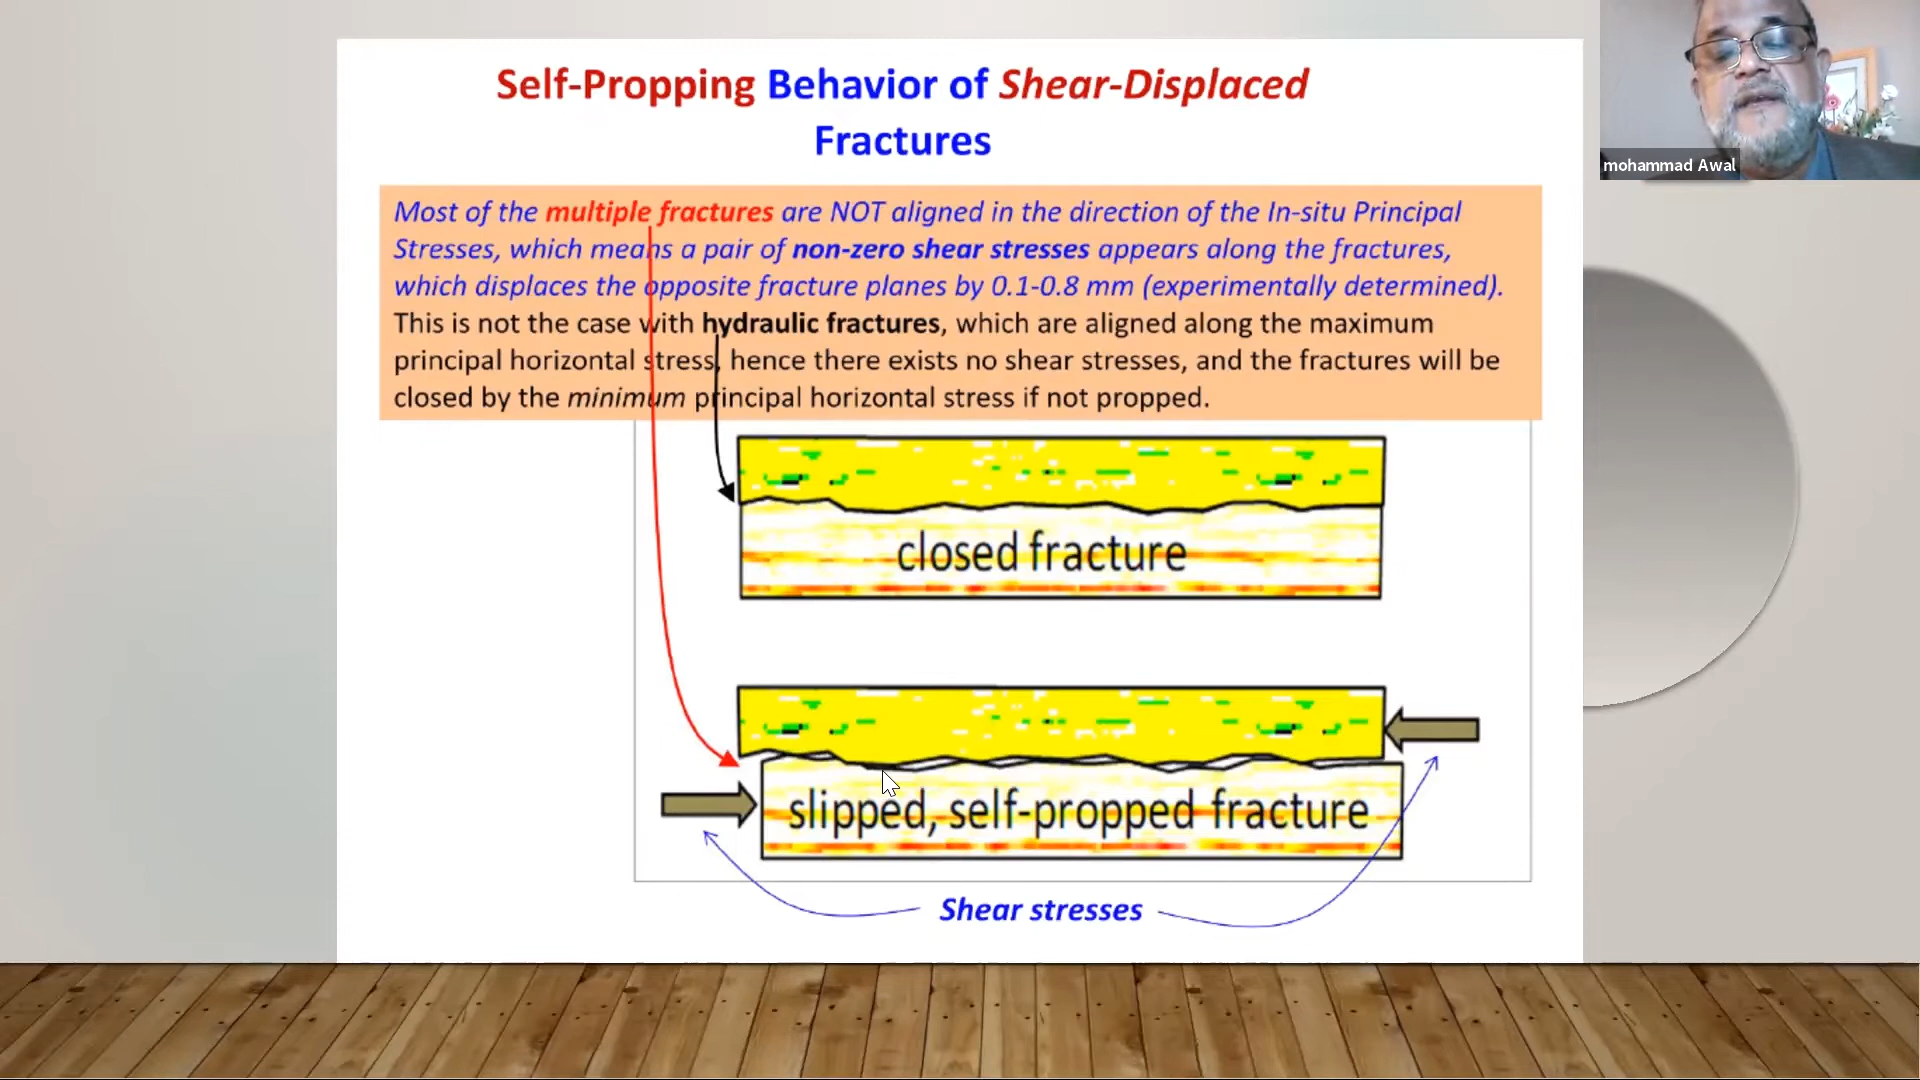 Self-Propping Behavior of Shear-Displaced
Fractures
mohammad Awal
Most of the multiple fractures are NOT aligned in the direction of the In-situ Principal
Stresses, which means a pair of non-zero shear stresses appears along the fractures,
which displaces the opposite fracture planes by 0.1-0.8 mm (experimentally determined).
This is not the case with hydraulic fractures, which are aligned along the maximum
principal horizontal stress, hence there exists no shear stresses, and the fractures will be
closed by the minimum principal horizontal stress if not propped.
closed fracture
slipped, self-propped fracture
Shear stresses